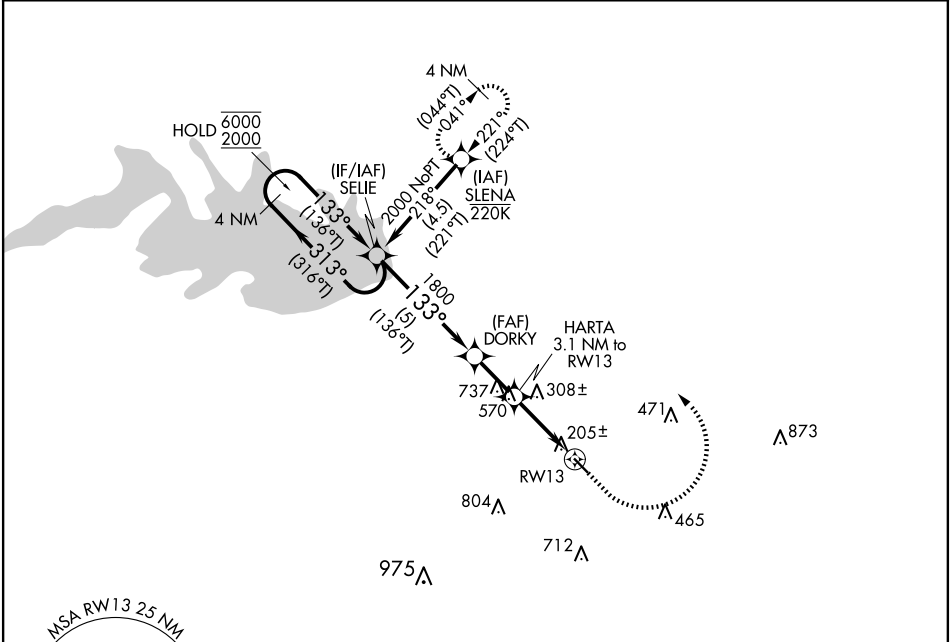 4 NM
(044°T)
041°
221°
(224°T)
HOLD 6000
2000
(IF/IAF)
SELIE
(IAF)
SLENA
220K
2000 NoPT
218°
(4.5)
(221°T)
4 NM
133°
(136°T)
313°
(316°T)
1800
133°
(5)
(136°T)
(FAF)
DORKY
HARTA
3.1 NM to
RW13
737
570
308±
471
873
205±
RW13
804
465
712
975
MSA RW13 25 NM